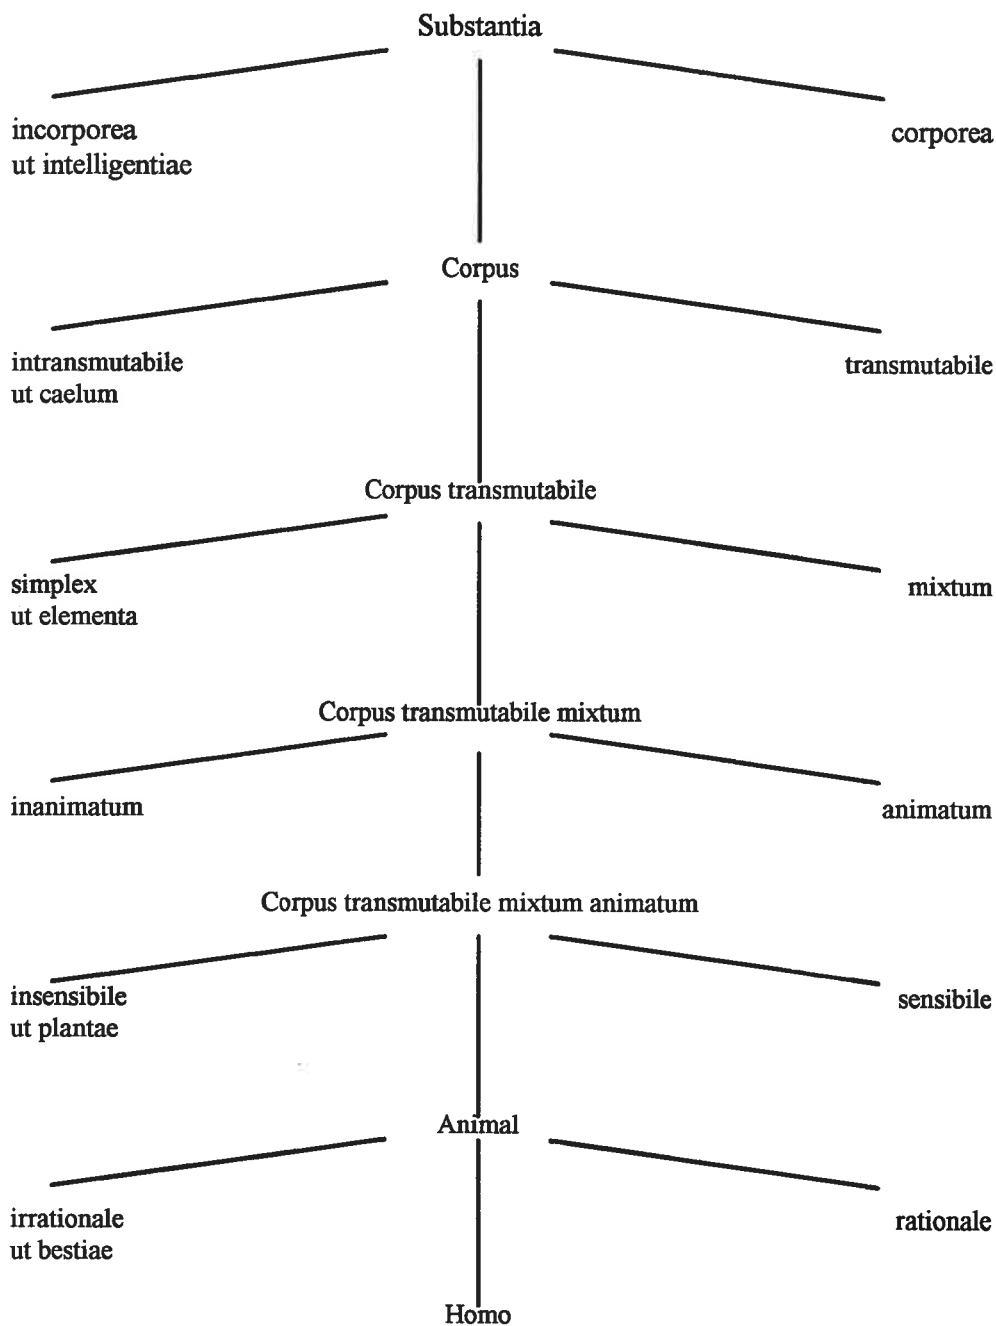 Substantia
incorporea
ut intelligentiae
corporea
Corpus
intransmutabile
ut caelum
transmutabile
Corpus transmutabile
simplex
ut elementa
mixtum
Corpus transmutabile mixtum
inanimatum
animatum
Corpus transmutabile mixtum animatum
insensibile
ut plantae
sensibile
Animal
irrationale
ut bestiae
rationale
Homo